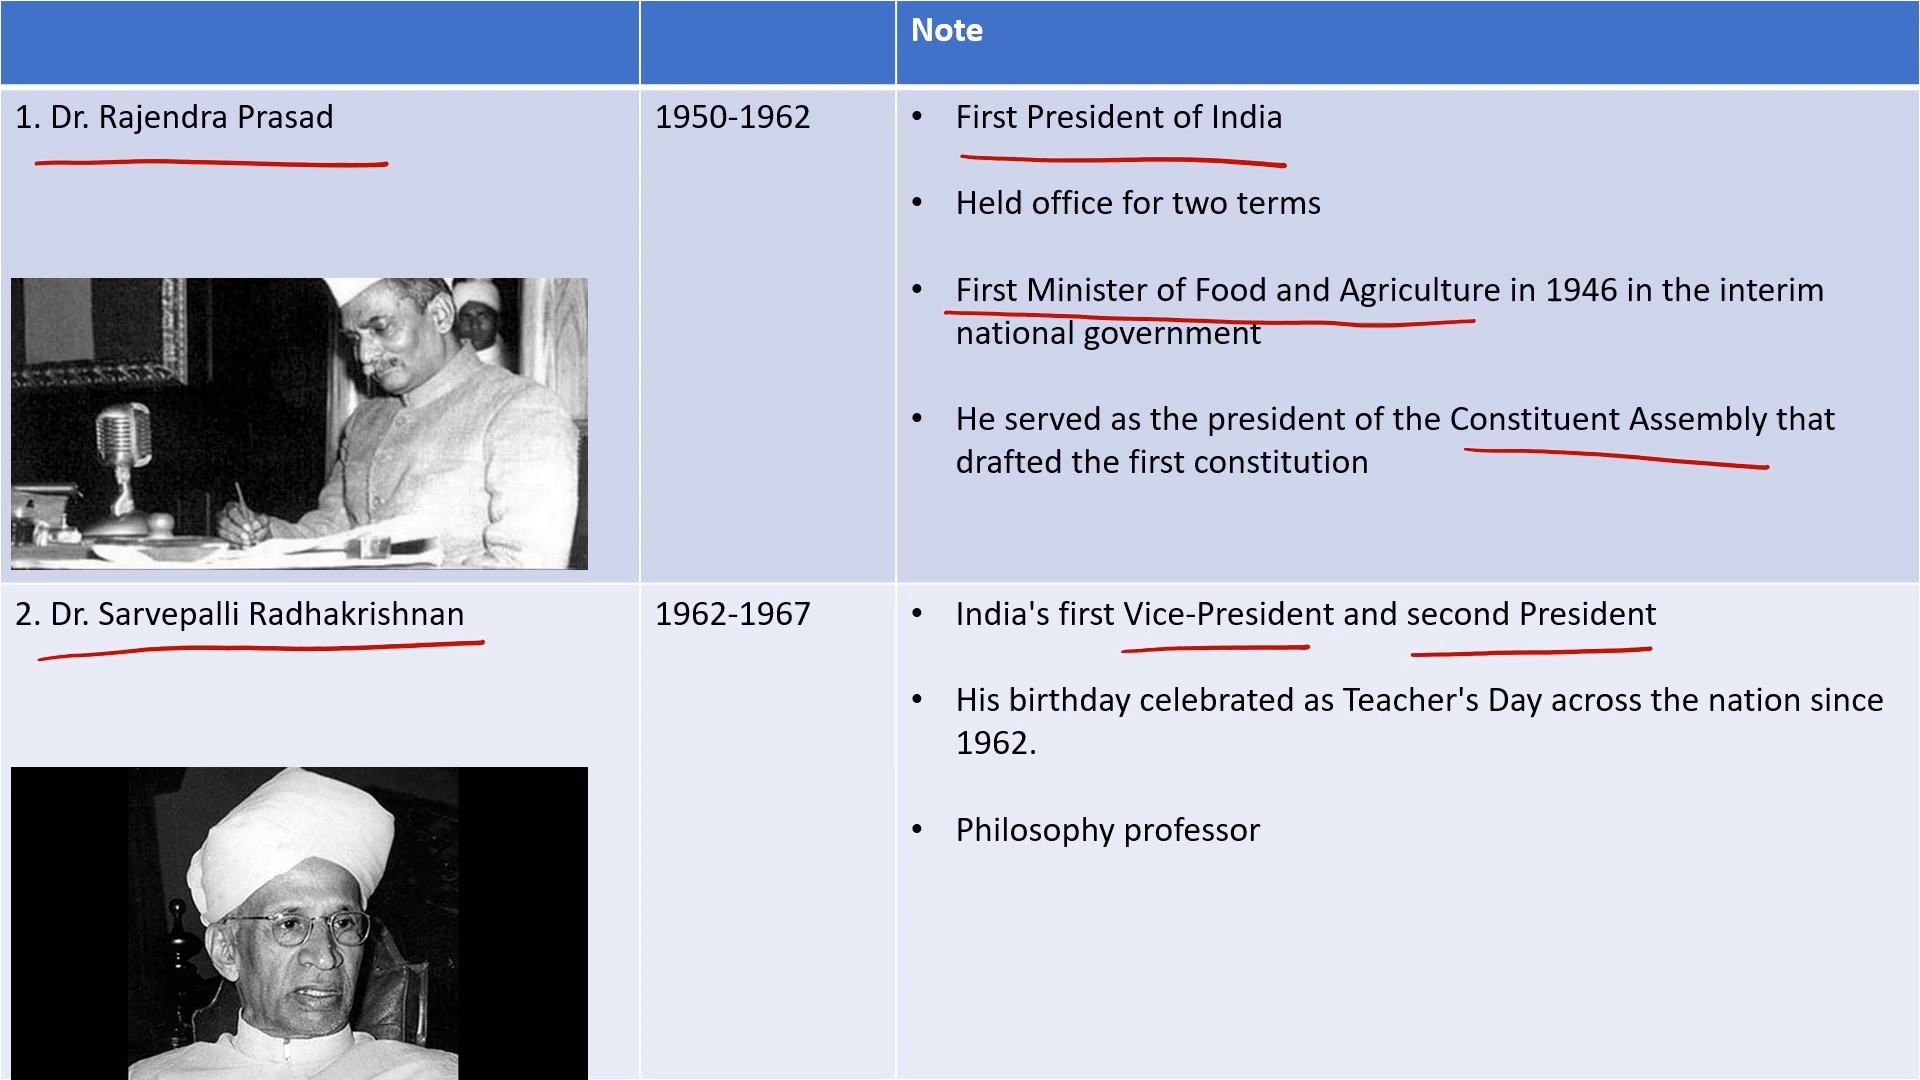 Note
1. Dr. Rajendra Prasad
1950-1962
• First President of India
• Held office for two terms
• First Minister of Food and Agriculture in 1946 in the interim
national government
• He served as the president of the Constituent Assembly that
drafted the first constitution
2. Dr. Sarvepalli Radhakrishnan
1962-1967
• India's first Vice-President and second President
• His birthday celebrated as Teacher's Day across the nation since
1962.
• Philosophy professor